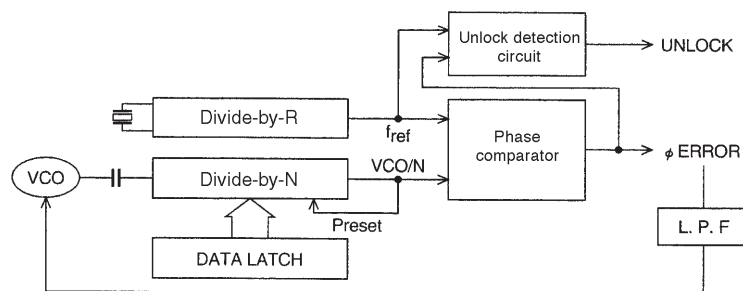 Unlock detection
circuit
UNLOCK
Divide-by-R
fref
Phase
comparator
φ ERROR
VCO
Divide-by-N
VCO/N
Preset
DATA LATCH
L. P. F